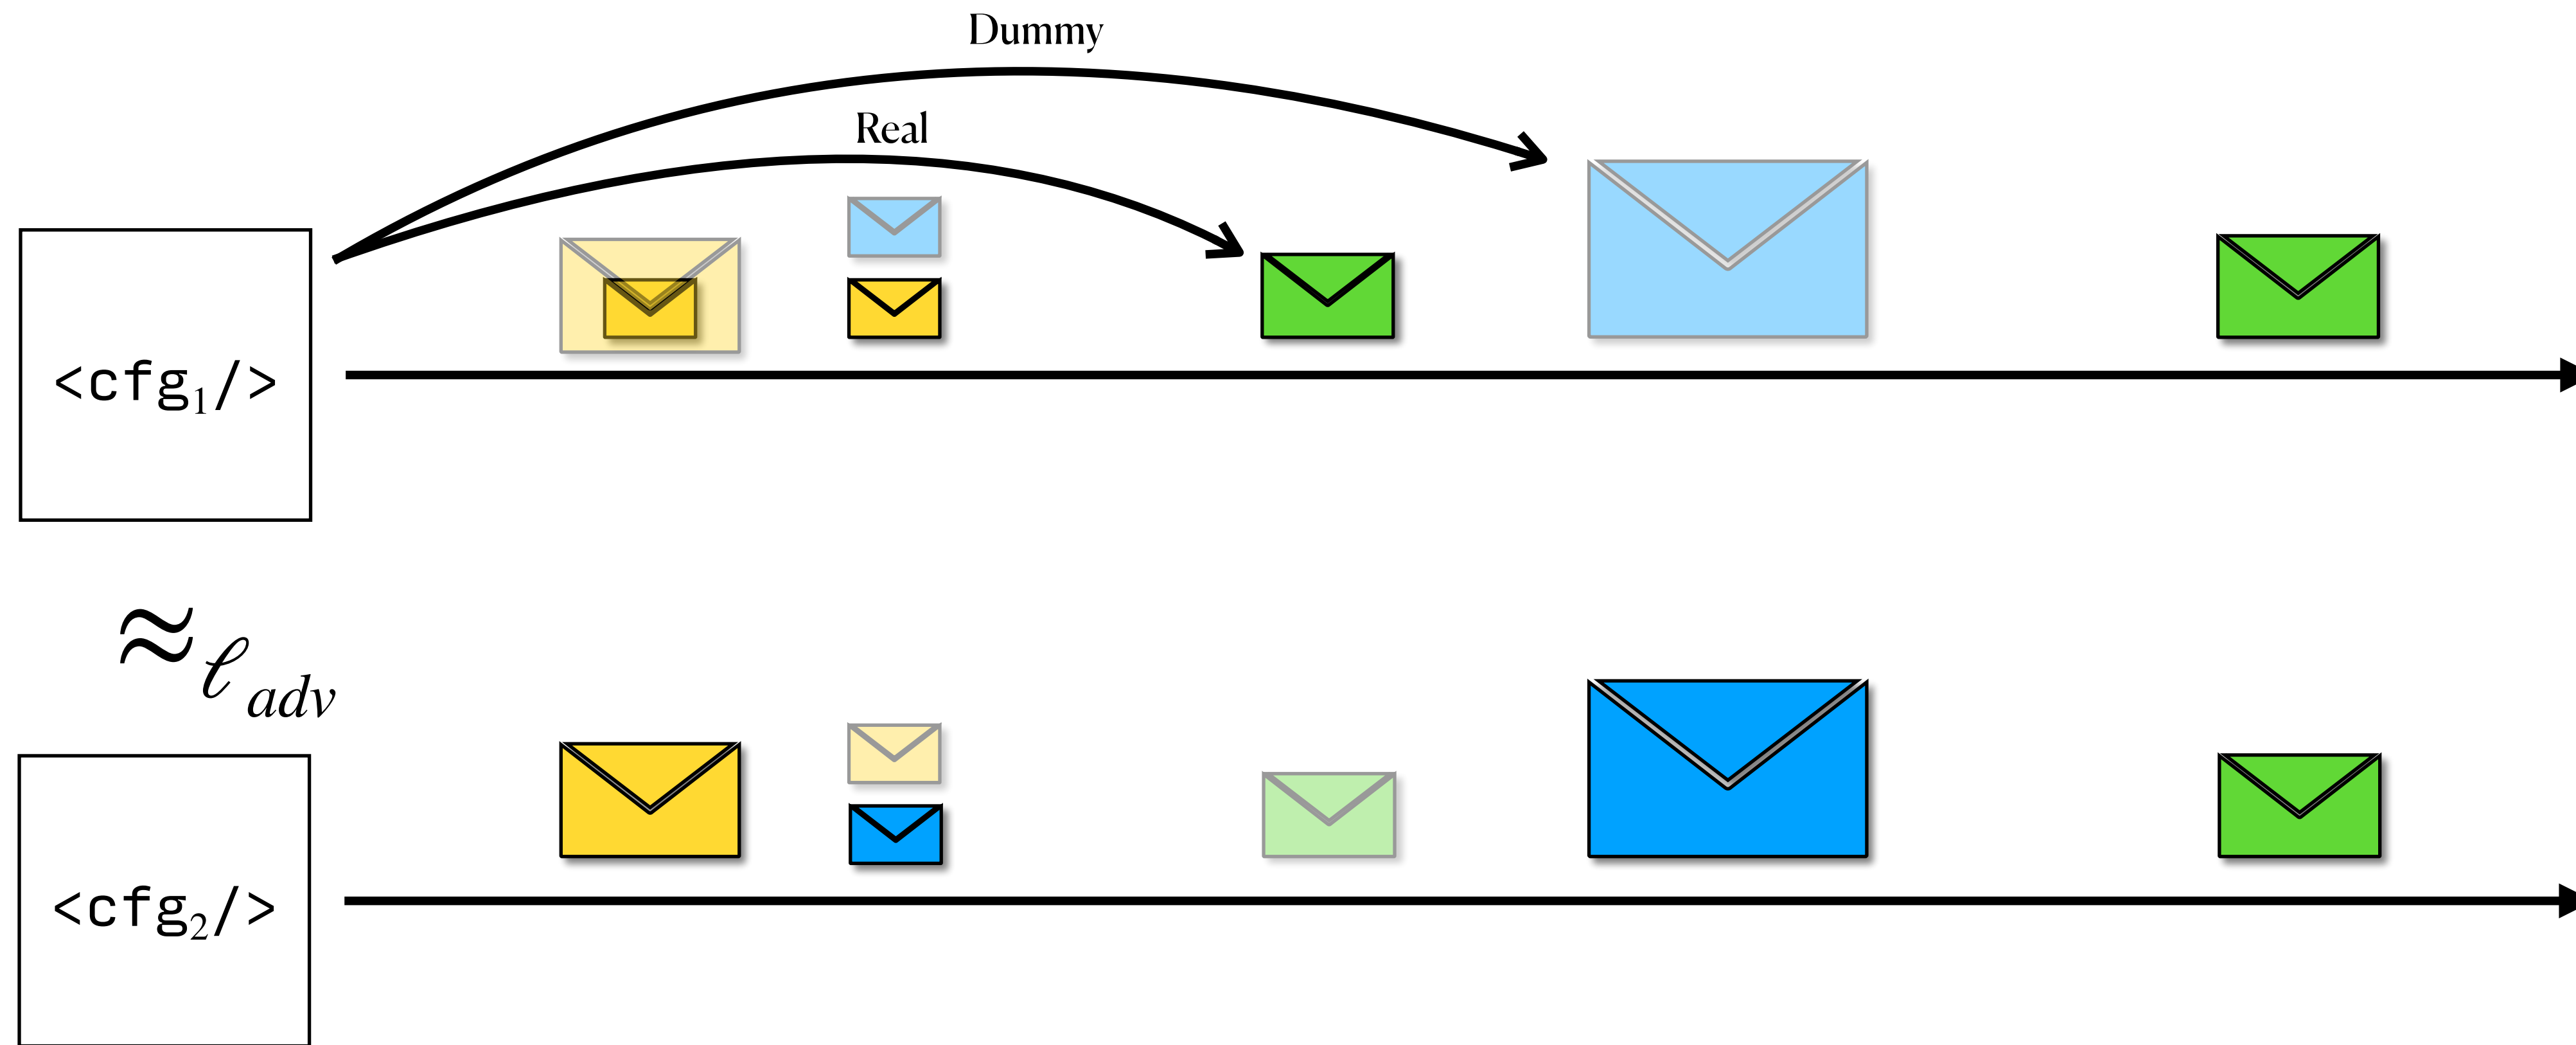 Dummy
Real
<cfg₁/>
≈ℓ adv
<cfg₂/>